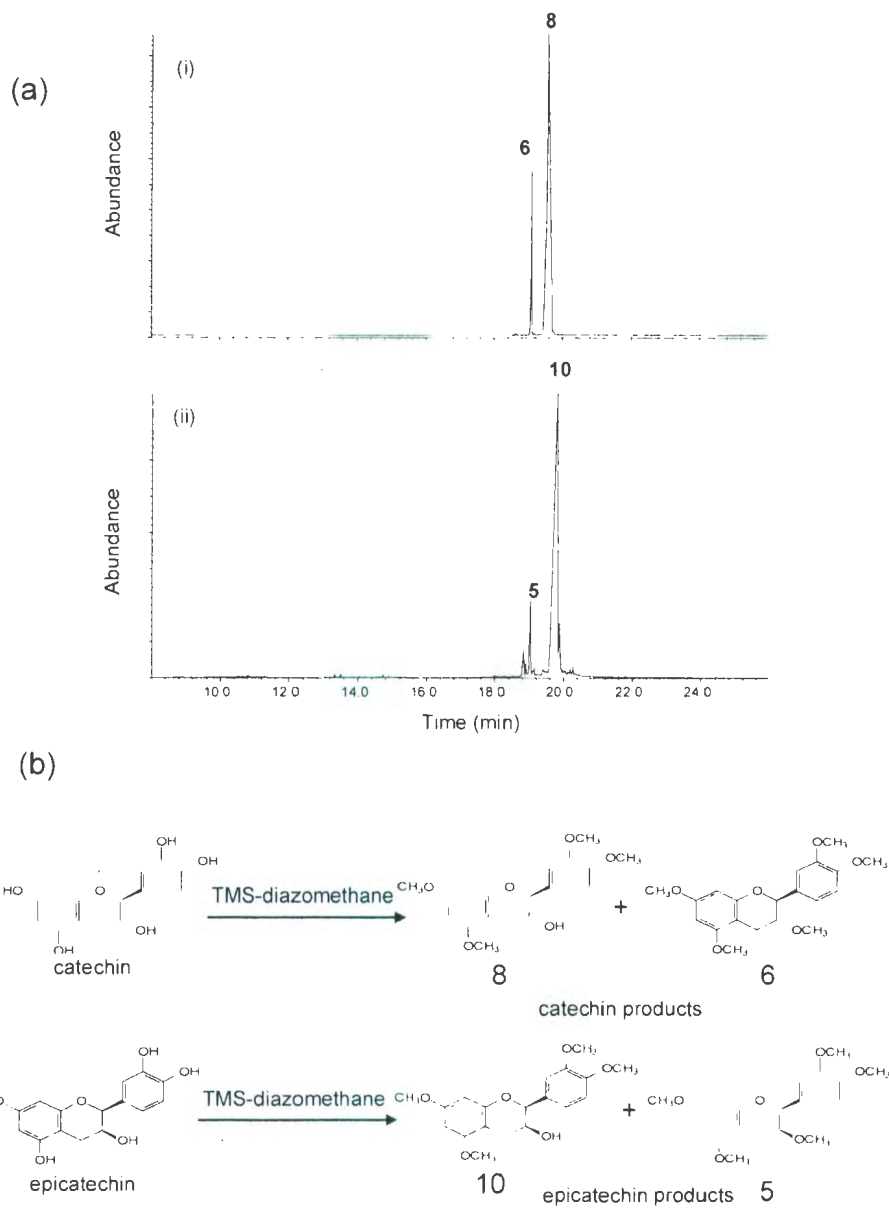 8
(i)
(a)
6
Abundance
10
(ii)
Abundance
5
10 0 12 0 14.0 16 0 18 0 20 0 22 0 24 0
Time (min)
(b)
OH
OH
HO
O
OH
OH
catechin
TMS-diazomethane
OCH₃
OCH₃
CH₃O
O
OH
OCH₃
8
+
OCH₃
OCH₃
CH₃O
O
OCH₃
OCH₃
6
catechin products
OH
OH
O
O
OH
OH
epicatechin
TMS-diazomethane
OCH₃
OCH₃
CH₃O
O
OH
OCH₃
10
+
OCH₃
OCH₃
CH₃O
O
OCH₃
OCH₃
5
epicatechin products